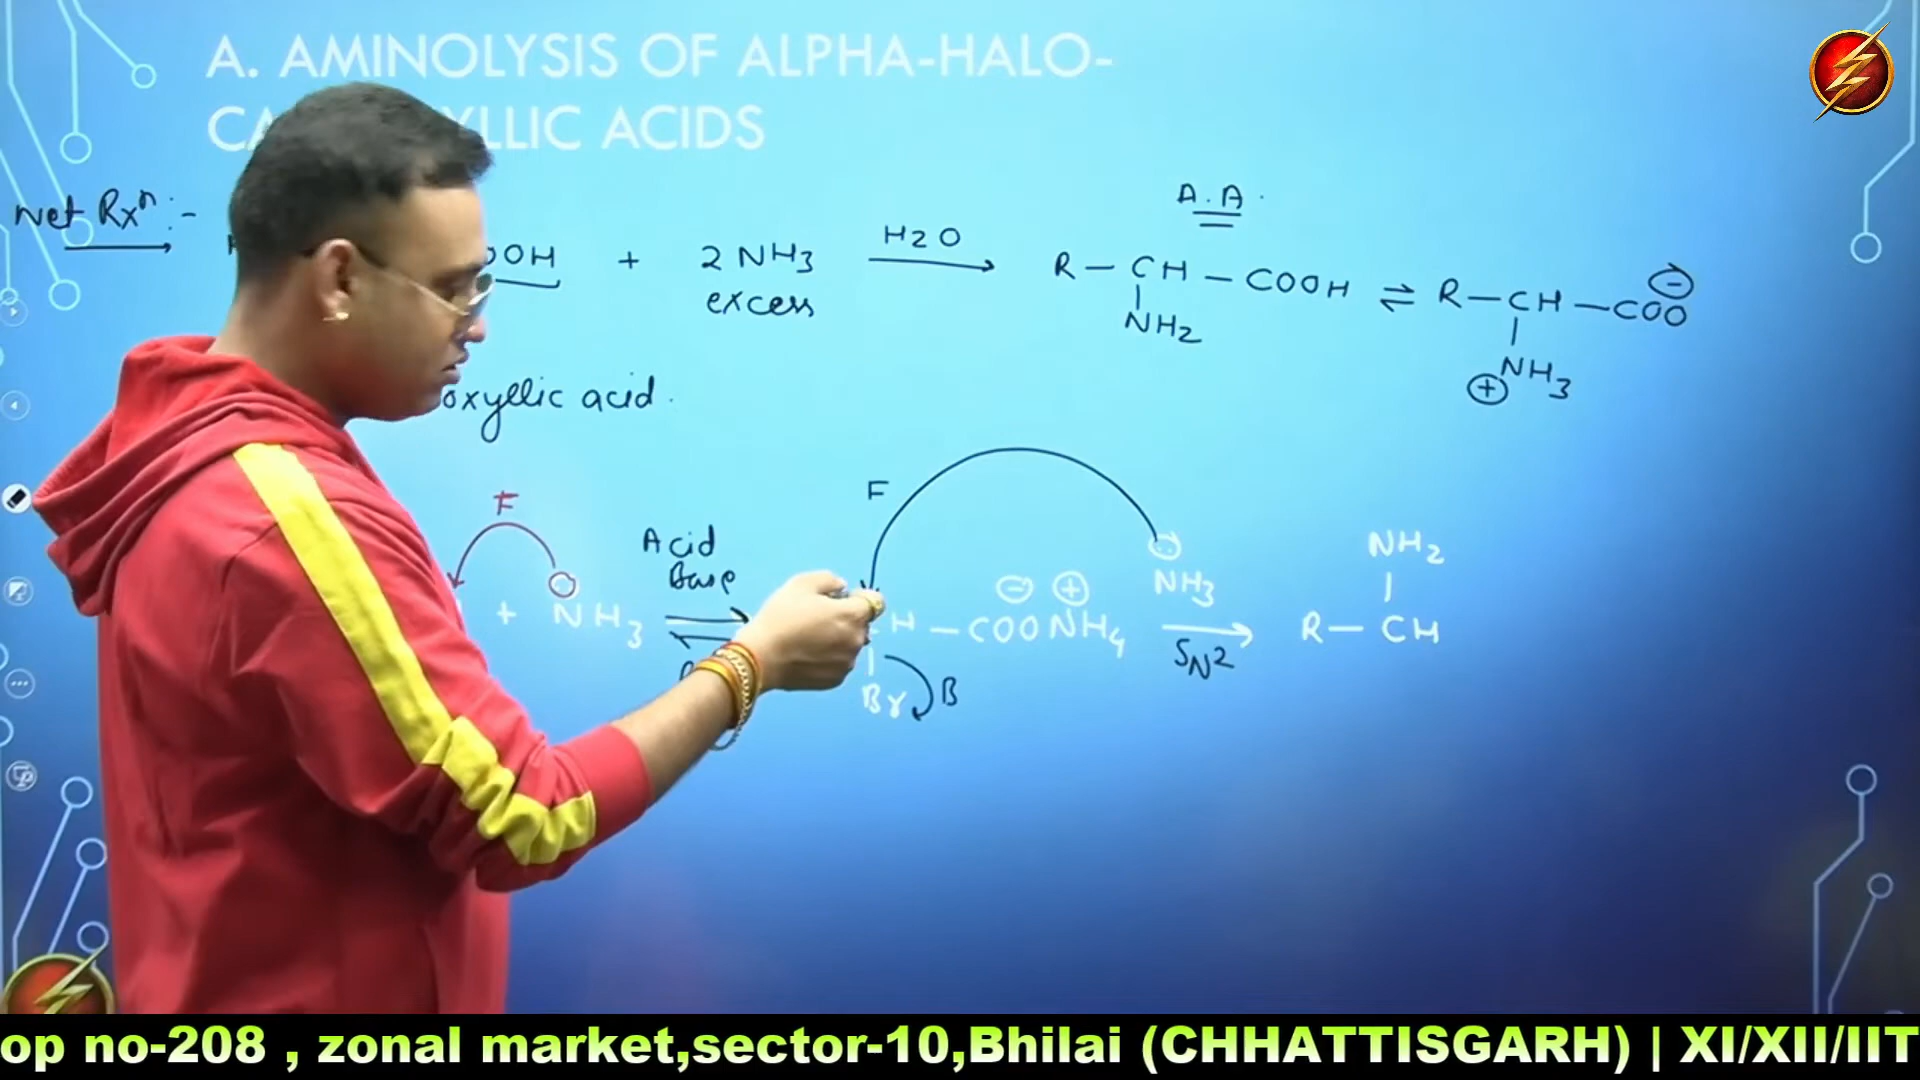 A. AMINOLYSIS OF ALPHA-HALO-
YLLIC ACIDS
Net Rxⁿ :-
OOH + 2 NH3 H2O
excess
A.A.
R — CH — COOH ⇌ R — CH — COO ⊖
NH2
NH3
⊕
oxyllic acid.
F
+ NH3
Acid
Base
F
H — COO NH4
⊖ ⊕
Br
B
NH3
SN2
NH2
R — CH
op no-208 , zonal market,sector-10,Bhilai (CHHATTISGARH) | XI/XII/IIT